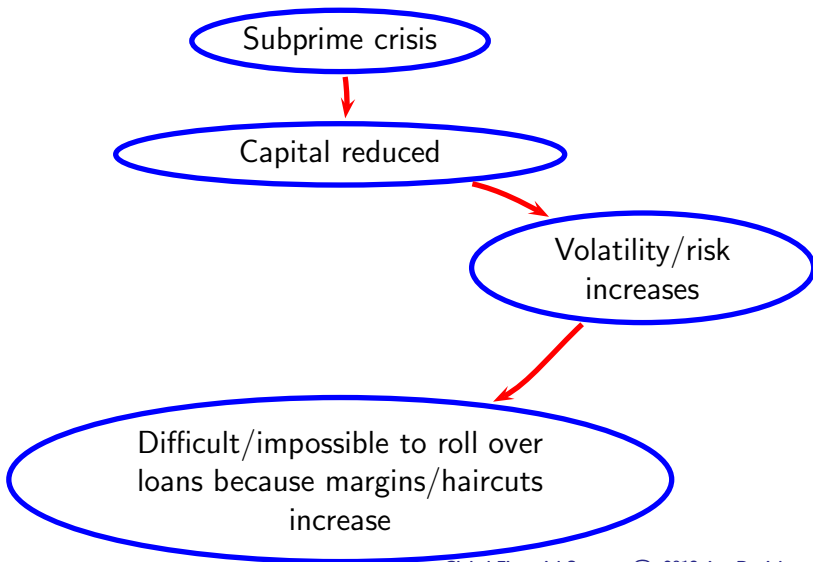 Subprime crisis
Capital reduced
Volatility/risk
increases
Difficult/impossible to roll over
loans because margins/haircuts
increase